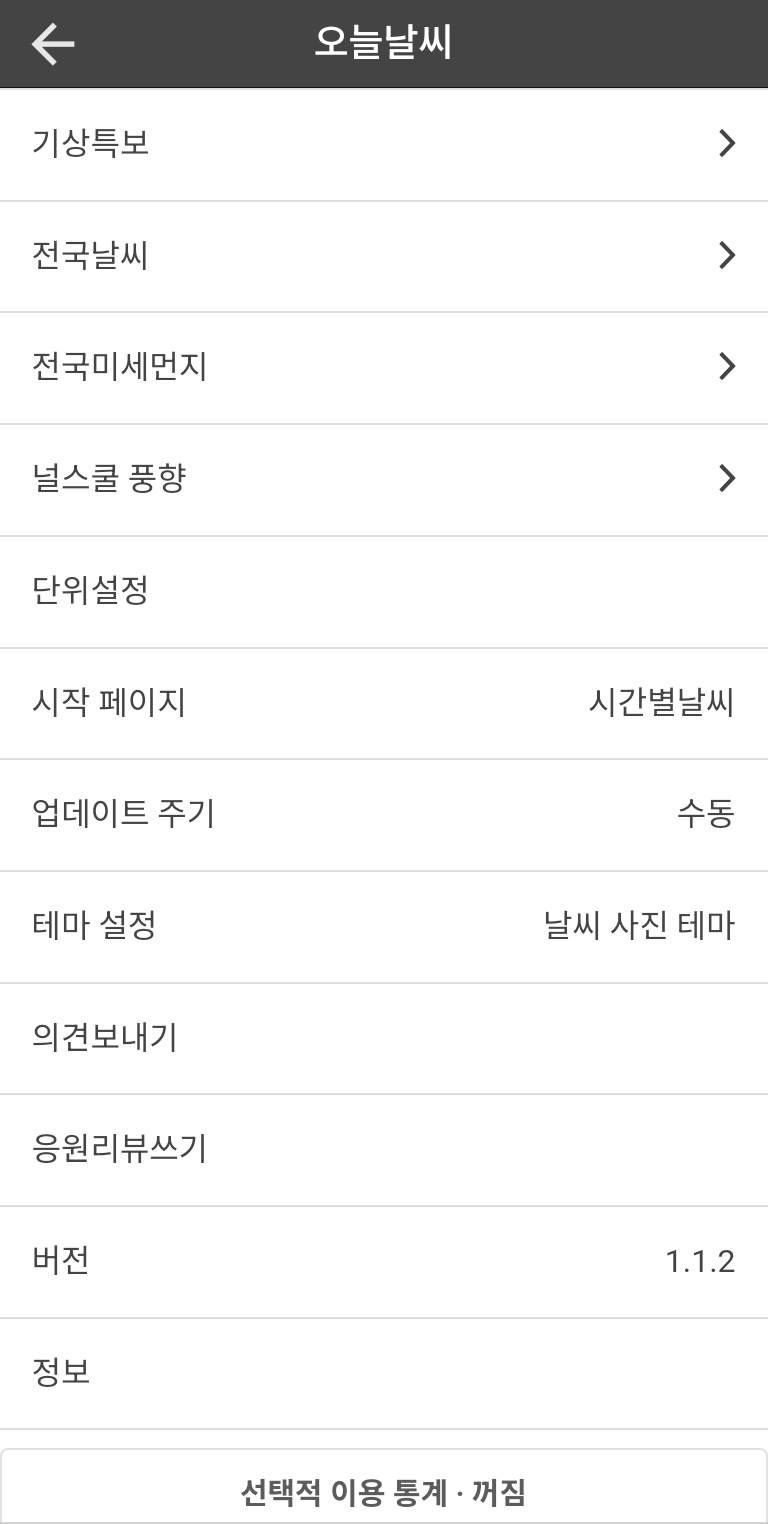 오늘날씨
기상특보
전국날씨
전국미세먼지
널스쿨 풍향
단위설정
시작 페이지 시간별날씨
업데이트 주기 수동
테마 설정 날씨 사진 테마
의견보내기
응원리뷰쓰기
버전 1.1.2
정보
선택적 이용 통계 · 꺼짐